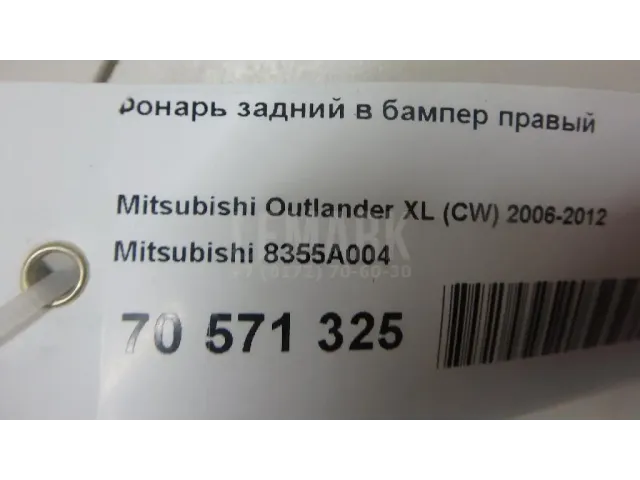 Фонарь задний в бампер правый
Mitsubishi Outlander XL (CW) 2006-2012
Mitsubishi 8355A004
70 571 325